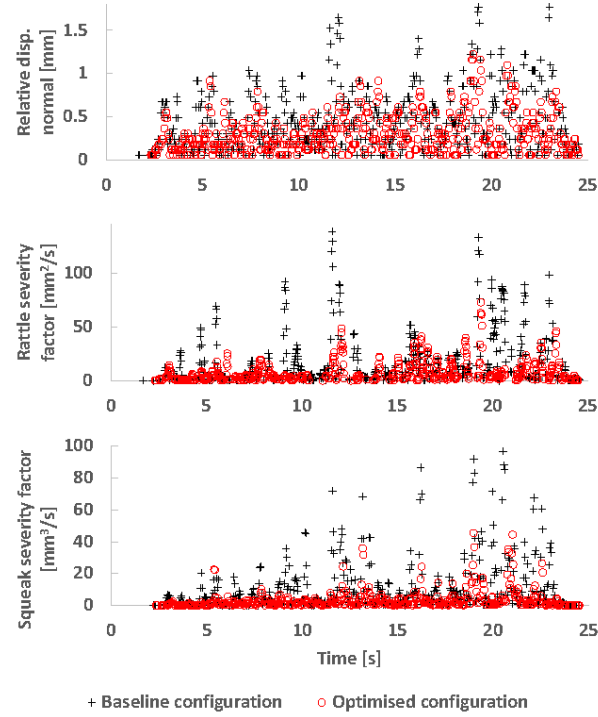 Relative disp.
normal [mm]
1.5
1
0.5
0
0 5 10 15 20 25
Rattle severity
factor [mm²/s]
100
50
0
0 5 10 15 20 25
Squeak severity factor
[mm³/s]
100
80
60
40
20
0
0 5 10 15 20 25
Time [s]
+ Baseline configuration ○ Optimised configuration